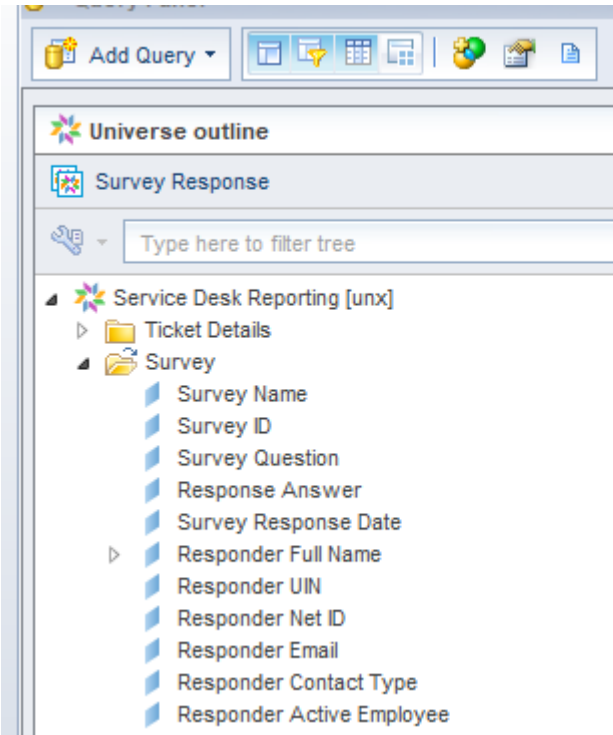 Query Panel
Add Query
Universe outline
Survey Response
Type here to filter tree
Service Desk Reporting [unx]
Ticket Details
Survey
Survey Name
Survey ID
Survey Question
Response Answer
Survey Response Date
Responder Full Name
Responder UIN
Responder Net ID
Responder Email
Responder Contact Type
Responder Active Employee